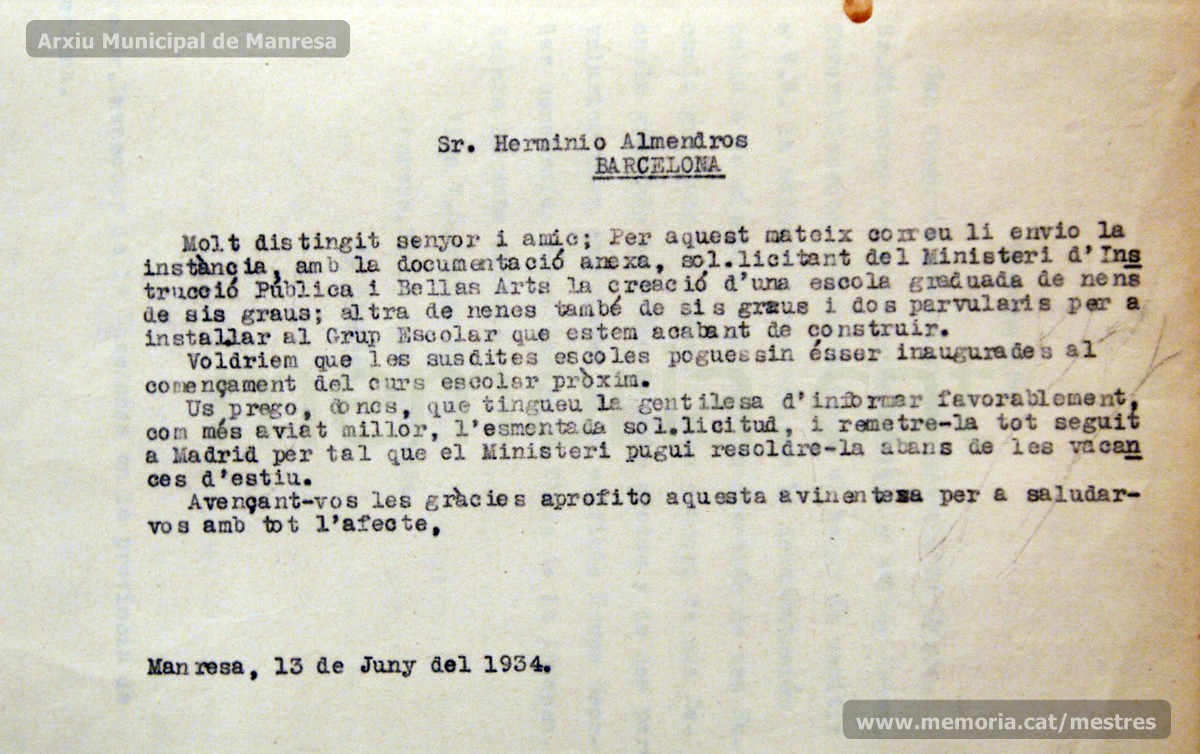 Arxiu Municipal de Manresa
Sr. Herminio Almendros
BARCELONA
Molt distingit senyor i amic; Per aquest mateix correu li envio la
instància, amb la documentació anexa, sol.licitant del Ministeri d'Ins
trucció Pública i Bellas Arts la creació d'una escola graduada de nens
de sis graus; altra de nenes també de sis graus i dos parvularis per a
installar al Grup Escolar que estem acabant de construir.
Voldriem que les susdites escoles poguessin ésser inaugurades al
començament del curs escolar pròxim.
Us prego, doncs, que tingueu la gentilesa d'informar favorablement,
com més aviat millor, l'esmentada sol.licitud, i remetre-la tot seguit
a Madrid per tal que el Ministeri pugui resoldre-la abans de les vacan
ces d'estiu.
Avençant-vos les gràcies aprofito aquesta avinentesa per a saludar-
vos amb tot l'afecte,
Manresa, 13 de Juny del 1934.
www.memoria.cat/mestres